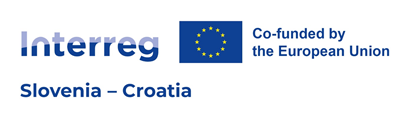 Interreg
Co-funded by
the European Union
Slovenia – Croatia